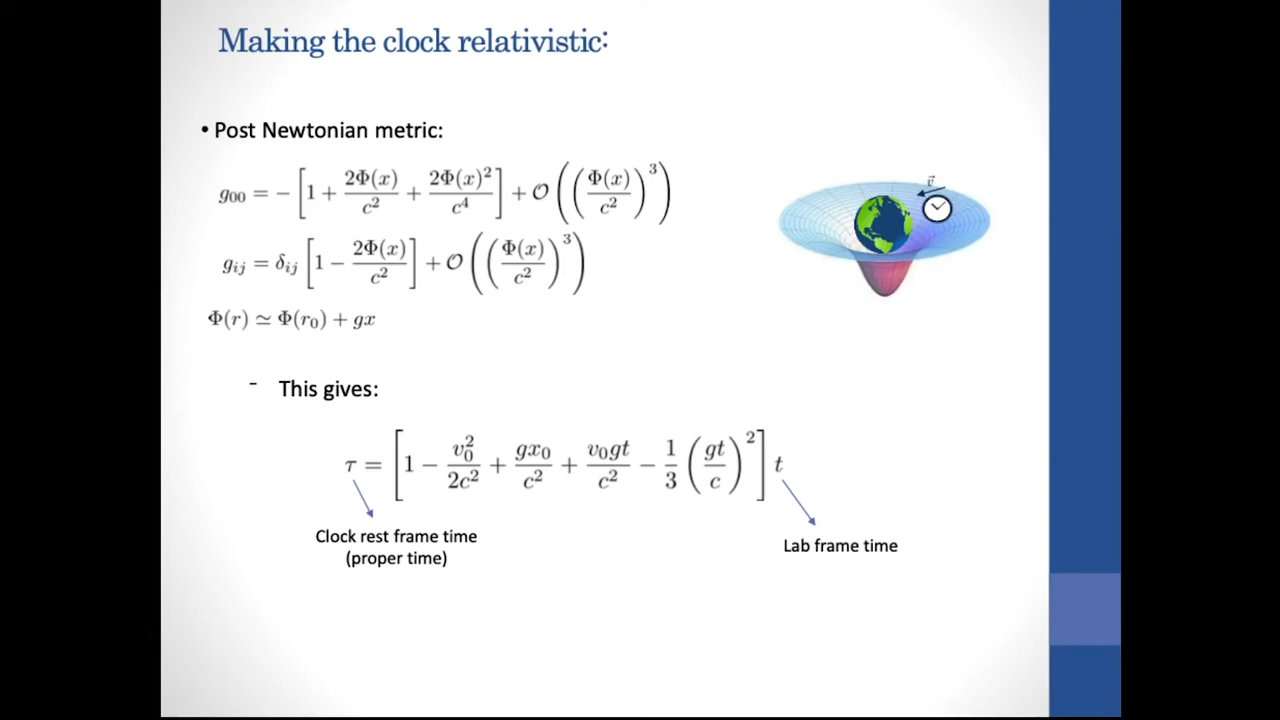 Making the clock relativistic:
• Post Newtonian metric:
g₀₀ = − [1 + 2Φ(x)/c² + 2Φ(x)²/c⁴] + 𝒪((Φ(x)/c²)³)
v⃗
gᵢⱼ = δᵢⱼ [1 − 2Φ(x)/c²] + 𝒪((Φ(x)/c²)³)
Φ(r) ≃ Φ(r₀) + gx
- This gives:
τ = [1 − v₀²/2c² + gx₀/c² + v₀gt/c² − 1/3 (gt/c)²] t
Clock rest frame time
(proper time)
Lab frame time